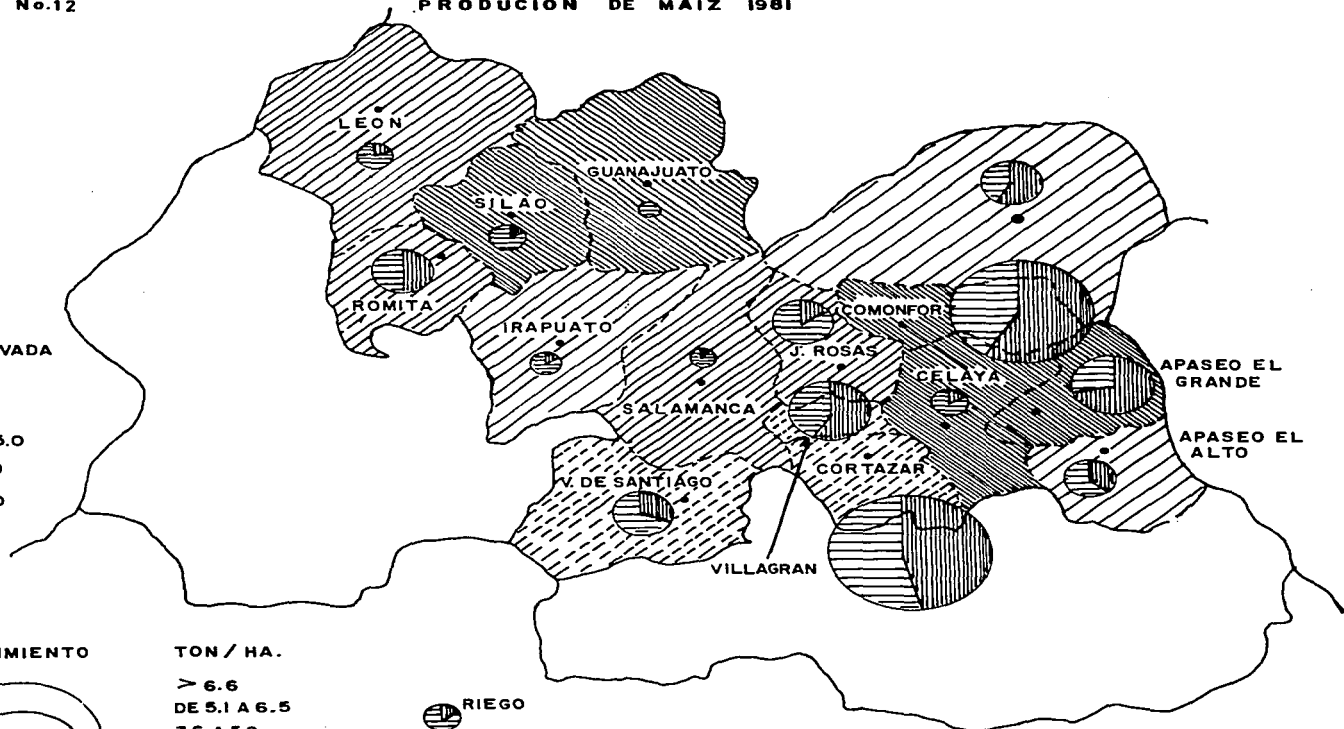 No.12
PRODUCION DE MAIZ 1981
LEON
GUANAJUATO
SILAO
ROMITA
COMONFOR
IRAPUATO
J. ROSAS
VADA
CELAYA
APASEO EL
GRANDE
SALAMANCA
APASEO EL
ALTO
CORTAZAR
V. DE SANTIAGO
VILLAGRAN
IMIENTO
TON/HA.
> 6.6
DE 5.1 A 6.5
RIEGO